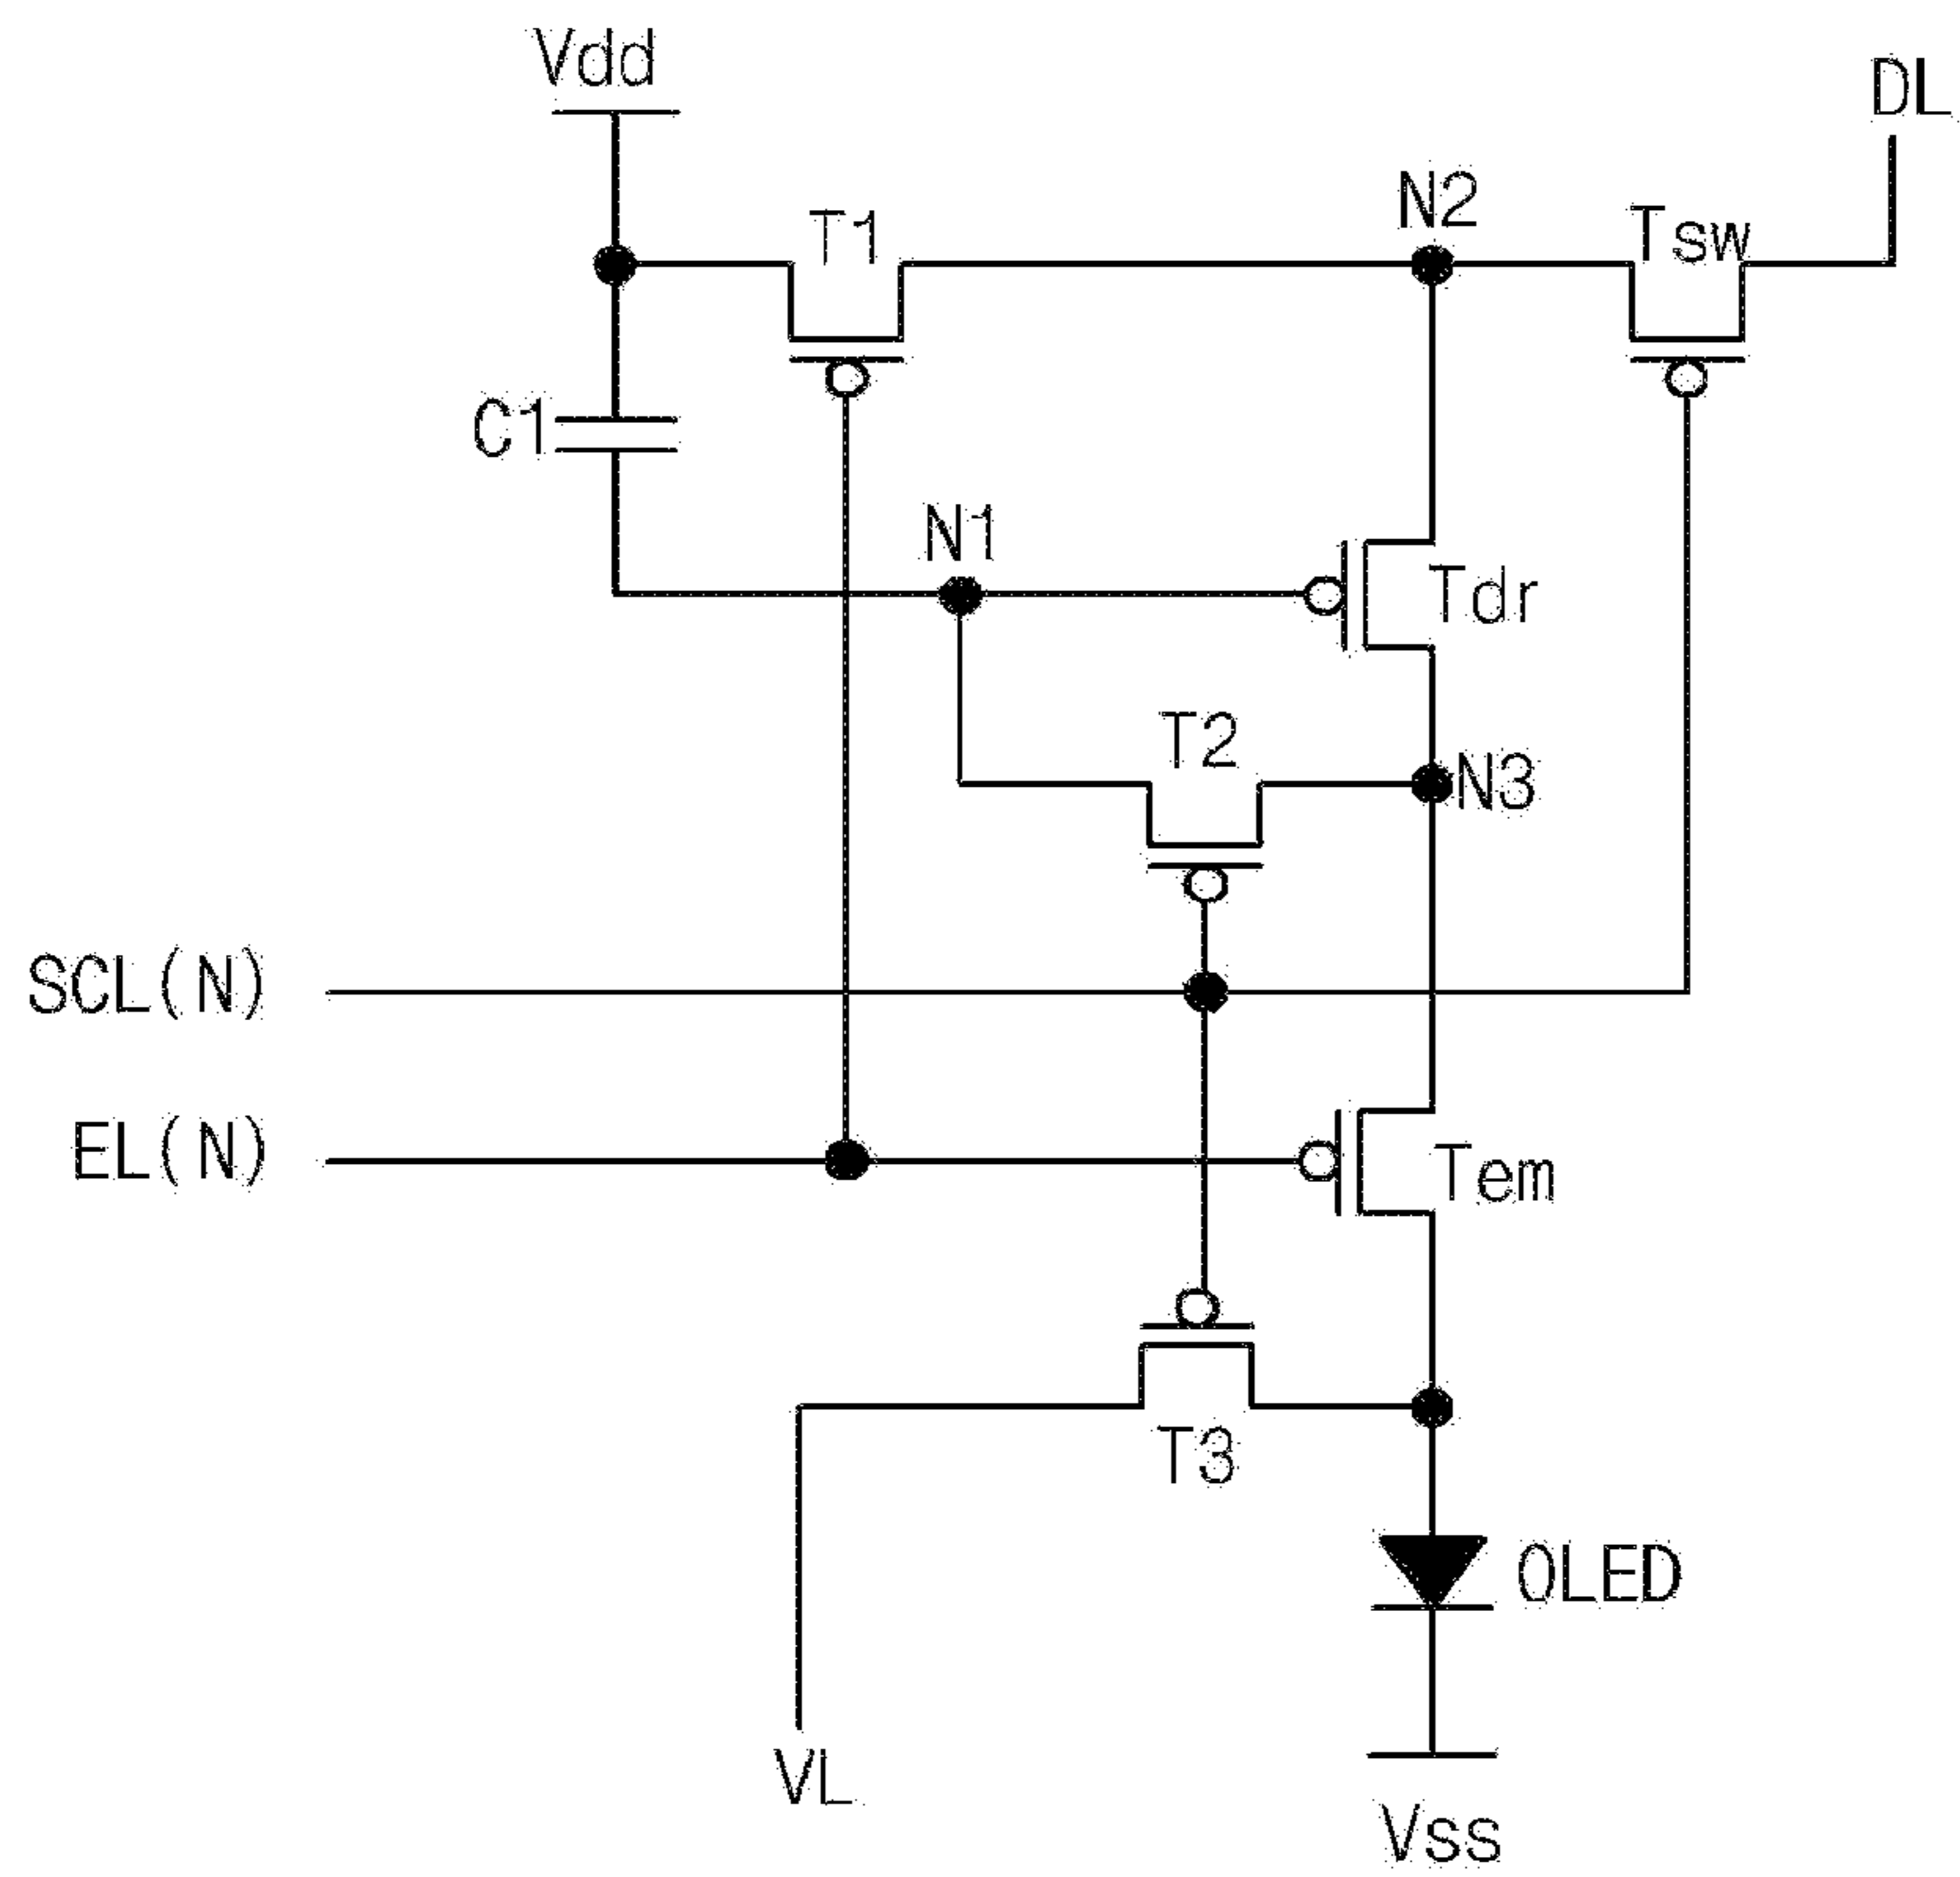 Vdd
DL
N2
T1
Tsw
C1
N1
Tdr
T2
N3
SCL(N)
EL(N)
Tem
T3
OLED
VL
Vss